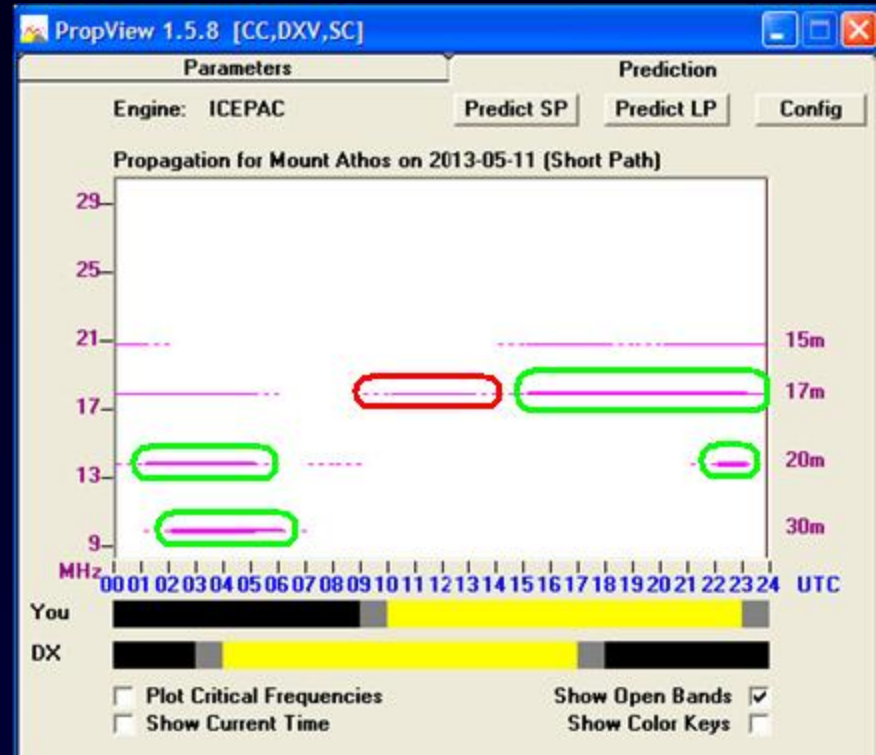 PropView 1.5.8 [CC,DXV,SC]
Parameters Prediction
Engine: ICEPAC Predict SP Predict LP Config
Propagation for Mount Athos on 2013-05-11 (Short Path)
29
25
21 15m
17 17m
13 20m
9 30m
MHz 00 01 02 03 04 05 06 07 08 09 10 11 12 13 14 15 16 17 18 19 20 21 22 23 24 UTC
You
DX
Plot Critical Frequencies Show Open Bands
Show Current Time Show Color Keys